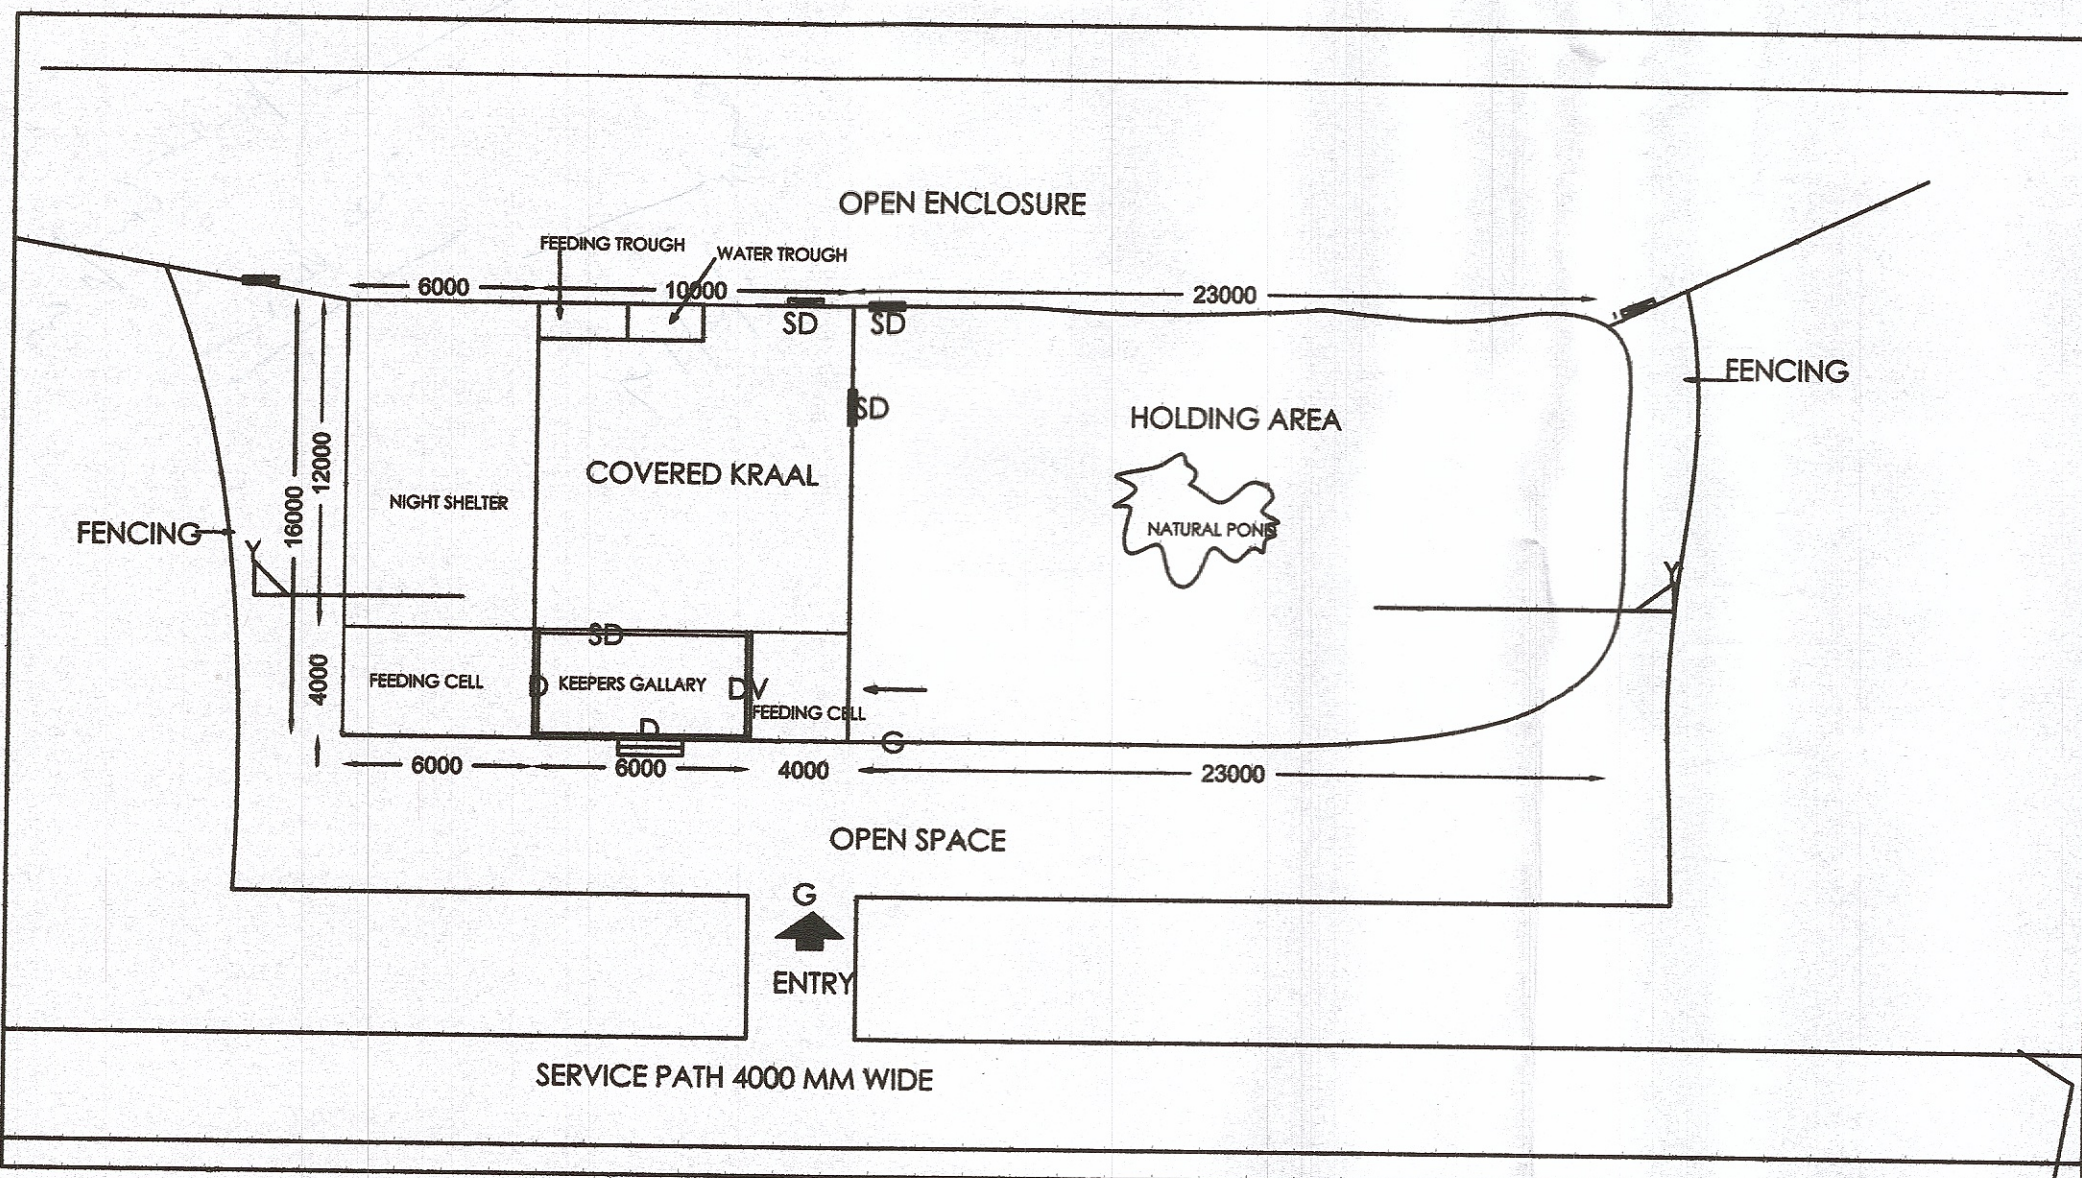 OPEN ENCLOSURE
FEEDING TROUGH
WATER TROUGH
6000
10000
23000
SD
SD
SD
FENCING
HOLDING AREA
COVERED KRAAL
NIGHT SHELTER
12000
16000
NATURAL POND
FENCING
Y
Y
SD
4000
FEEDING CELL
D
KEEPERS GALLARY
DV
FEEDING CELL
D
G
6000
6000
4000
23000
OPEN SPACE
G
ENTRY
SERVICE PATH 4000 MM WIDE